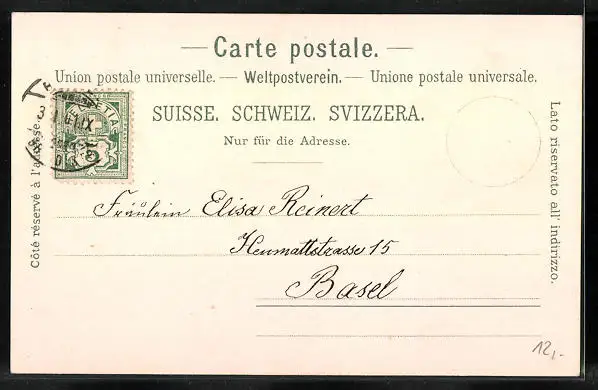 — Carte postale. —
Union postale universelle. — Weltpostverein. — Unione postale universale.
SUISSE. SCHWEIZ. SVIZZERA.
Nur für die Adresse.
Côté réservé à l'adresse.
Lato riservato all' indirizzo.
Fräulein Elisa Reinert
Heumattstrasse 15
Basel
12,-